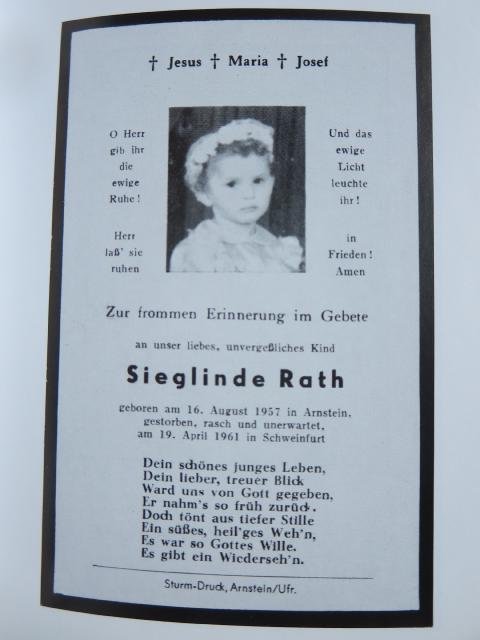 † Jesus † Maria † Josef
O Herr
gib ihr
die
ewige
Ruhe!
Herr
laß' sie
ruhen
Und das
ewige
Licht
leuchte
ihr!
in
Frieden!
Amen
Zur frommen Erinnerung im Gebete
an unser liebes, unvergeßliches Kind
Sieglinde Rath
geboren am 16. August 1957 in Arnstein,
gestorben, rasch und unerwartet,
am 19. April 1961 in Schweinfurt
Dein schönes junges Leben,
Dein lieber, treuer Blick
Ward uns von Gott gegeben,
Er nahm's so früh zurück.
Doch tönt aus tiefer Stille
Ein süßes, heil'ges Weh'n,
Es war so Gottes Wille.
Es gibt ein Wiederseh'n.
Sturm-Druck, Arnstein/Ufr.